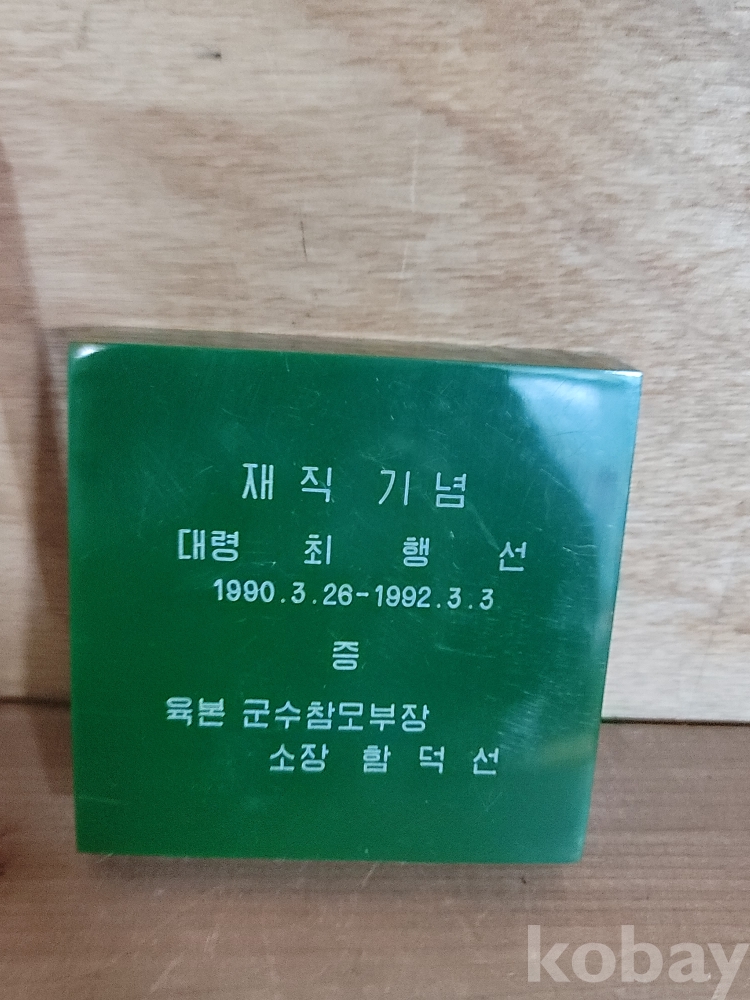 재직 기념
대령 최 행 선
1990.3.26-1992.3.3
증
육본 군수참모부장
소장 함 덕 선
kobay